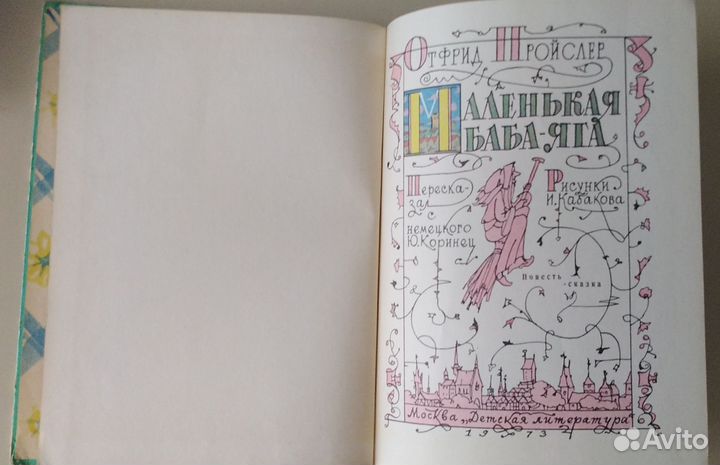 Отфрид Пройслер
Маленькая
Баба-Яга
Переска-
зал с
немецкого
Ю. Коринец
Рисунки
И. Кабакова
Повесть
-сказка
Москва „Детская литература"
1973
Avito